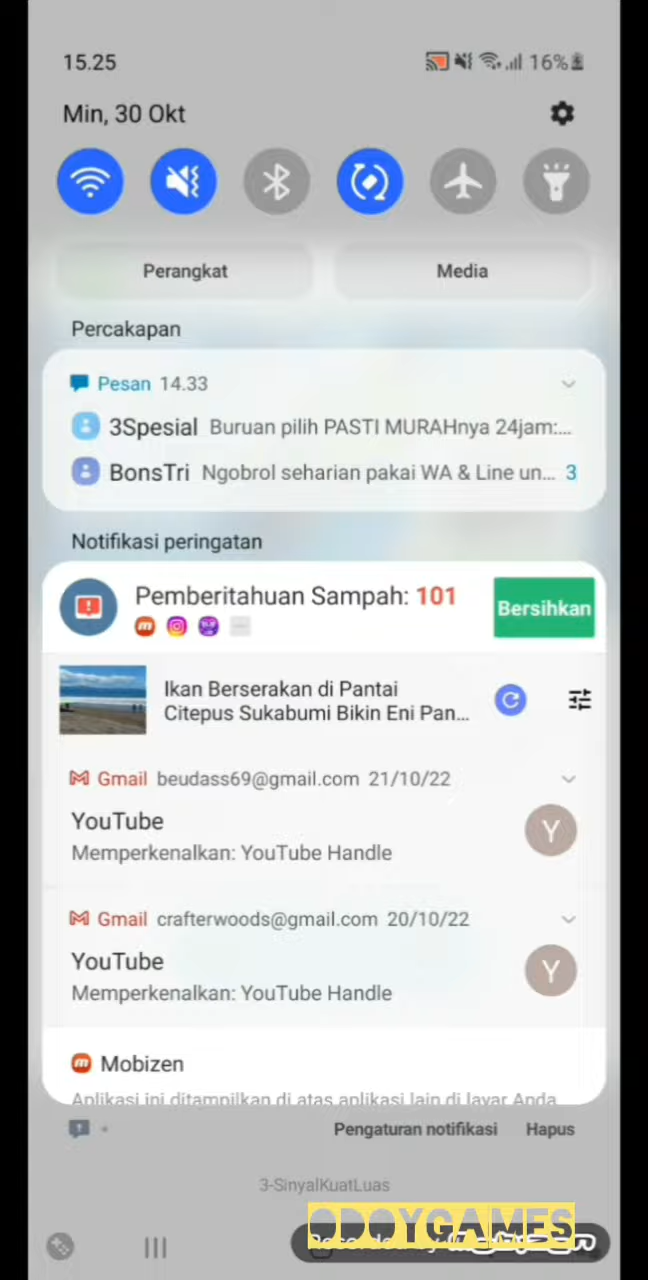 15.25
16%
Min, 30 Okt
Perangkat
Media
Percakapan
Pesan 14.33
3Spesial Buruan pilih PASTI MURAHnya 24jam:...
BonsTri Ngobrol seharian pakai WA & Line un... 3
Notifikasi peringatan
Pemberitahuan Sampah: 101
Bersihkan
Ikan Berserakan di Pantai
Citepus Sukabumi Bikin Eni Pan...
Gmail beudass69@gmail.com 21/10/22
YouTube
Y
Memperkenalkan: YouTube Handle
Gmail crafterwoods@gmail.com 20/10/22
YouTube
Y
Memperkenalkan: YouTube Handle
Mobizen
Aplikasi ini ditampilkan di atas aplikasi lain di layar Anda
Pengaturan notifikasi
Hapus
3-SinyalKuatLuas
ODOYGAMES